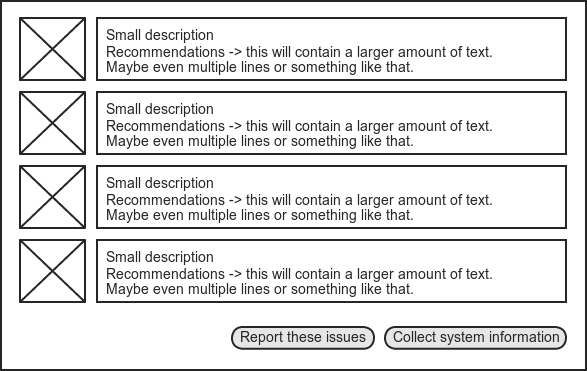 Small description
Recommendations -> this will contain a larger amount of text.
Maybe even multiple lines or something like that.
Small description
Recommendations -> this will contain a larger amount of text.
Maybe even multiple lines or something like that.
Small description
Recommendations -> this will contain a larger amount of text.
Maybe even multiple lines or something like that.
Small description
Recommendations -> this will contain a larger amount of text.
Maybe even multiple lines or something like that.
Report these issues
Collect system information